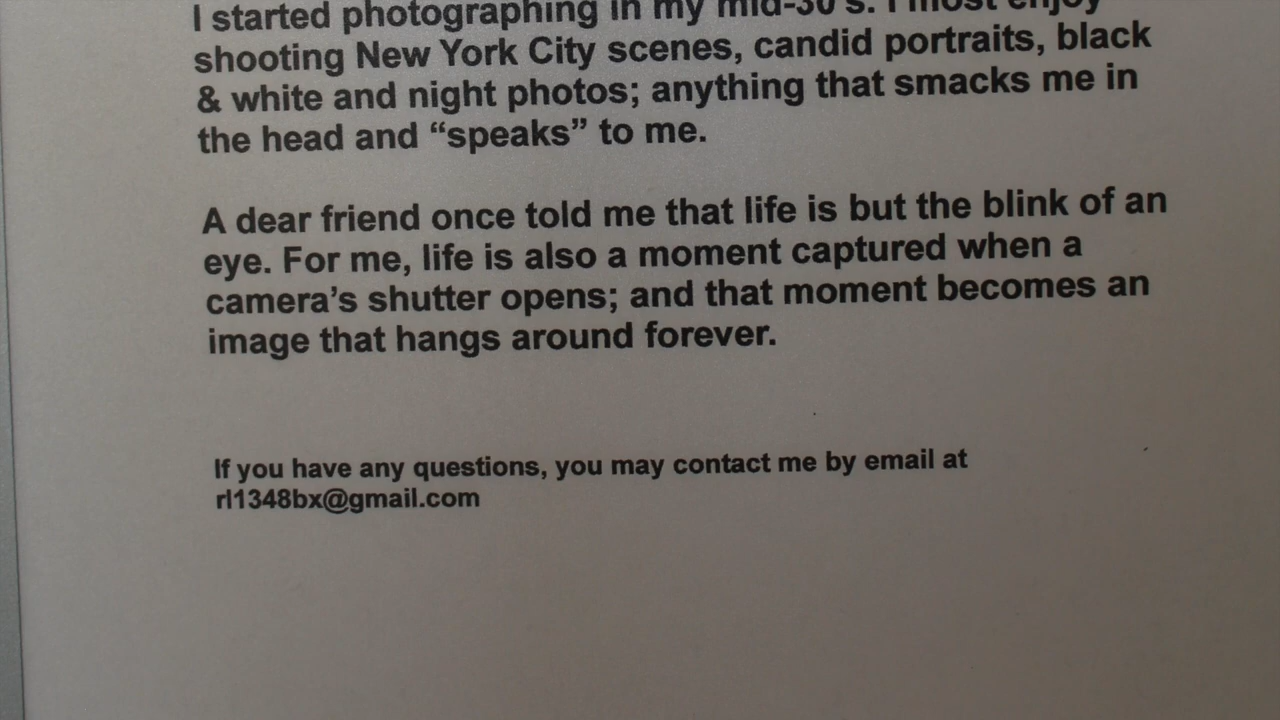 I started photographing in my mid-30's. I most enjoy
shooting New York City scenes, candid portraits, black
& white and night photos; anything that smacks me in
the head and “speaks” to me.
A dear friend once told me that life is but the blink of an
eye. For me, life is also a moment captured when a
camera’s shutter opens; and that moment becomes an
image that hangs around forever.
If you have any questions, you may contact me by email at
rl1348bx@gmail.com